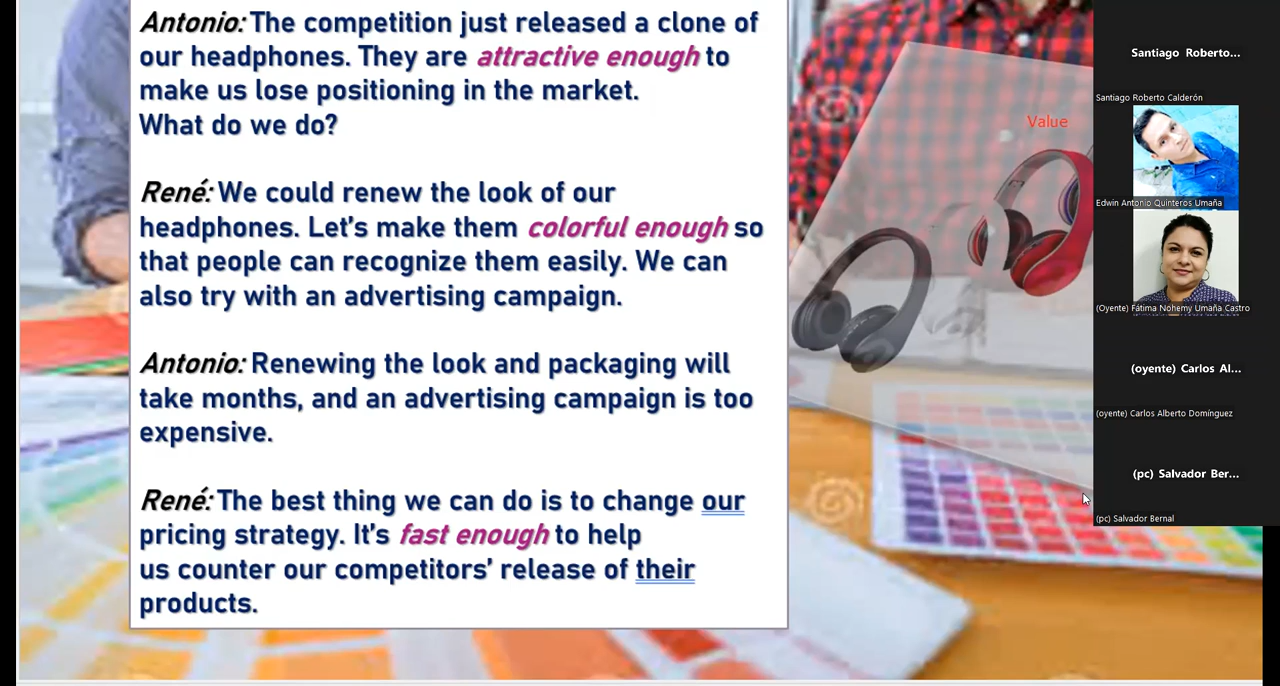 Antonio: The competition just released a clone of
our headphones. They are attractive enough to
make us lose positioning in the market.
What do we do?
René: We could renew the look of our
headphones. Let's make them colorful enough so
that people can recognize them easily. We can
also try with an advertising campaign.
Antonio: Renewing the look and packaging will
take months, and an advertising campaign is too
expensive.
René: The best thing we can do is to change our
pricing strategy. It's fast enough to help
us counter our competitors' release of their
products.
Value
Santiago Roberto...
Santiago Roberto Calderón
Edwin Antonio Quinteros Umaña
(Oyente) Fátima Nohemy Umaña Castro
(oyente) Carlos Al...
(oyente) Carlos Alberto Domínguez
(pc) Salvador Ber...
(pc) Salvador Bernal